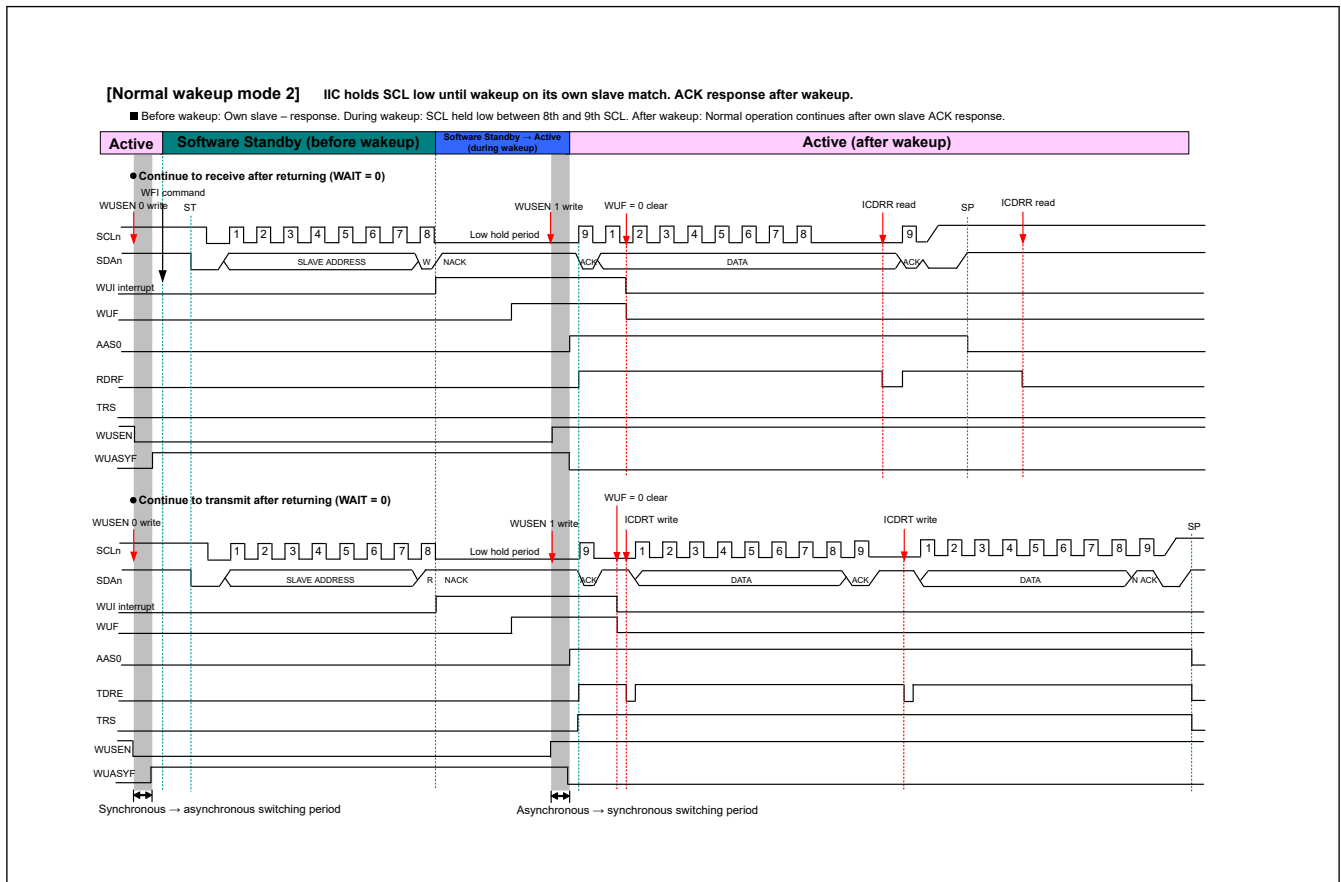 [Normal wakeup mode 2] IIC holds SCL low until wakeup on its own slave match. ACK response after wakeup.
■ Before wakeup: Own slave – response. During wakeup: SCL held low between 8th and 9th SCL. After wakeup: Normal operation continues after own slave ACK response.
Active Software Standby (before wakeup) Software Standby → Active (during wakeup) Active (after wakeup)
● Continue to receive after returning (WAIT = 0)
WFI command
WUSEN 0 write ST WUSEN 1 write WUF = 0 clear ICDRR read SP ICDRR read
SCLn 1 2 3 4 5 6 7 8 Low hold period 9 1 2 3 4 5 6 7 8 9
SDAn SLAVE ADDRESS W NACK ACK DATA ACK
WUI interrupt
WUF
AAS0
RDRF
TRS
WUSEN
WUASYF
● Continue to transmit after returning (WAIT = 0)
WUF = 0 clear
WUSEN 0 write WUSEN 1 write ICDRT write ICDRT write SP
SCLn 1 2 3 4 5 6 7 8 Low hold period 9 1 2 3 4 5 6 7 8 9 1 2 3 4 5 6 7 8 9
SDAn SLAVE ADDRESS R NACK ACK DATA ACK DATA N ACK
WUI interrupt
WUF
AAS0
TDRE
TRS
WUSEN
WUASYF
Synchronous → asynchronous switching period Asynchronous → synchronous switching period